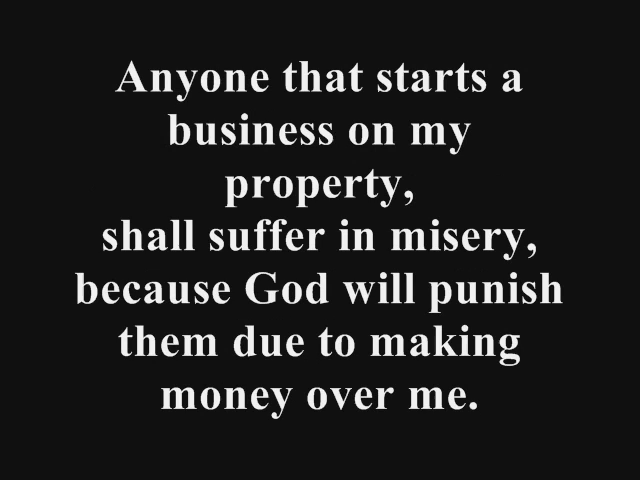 Anyone that starts a
business on my
property,
shall suffer in misery,
because God will punish
them due to making
money over me.